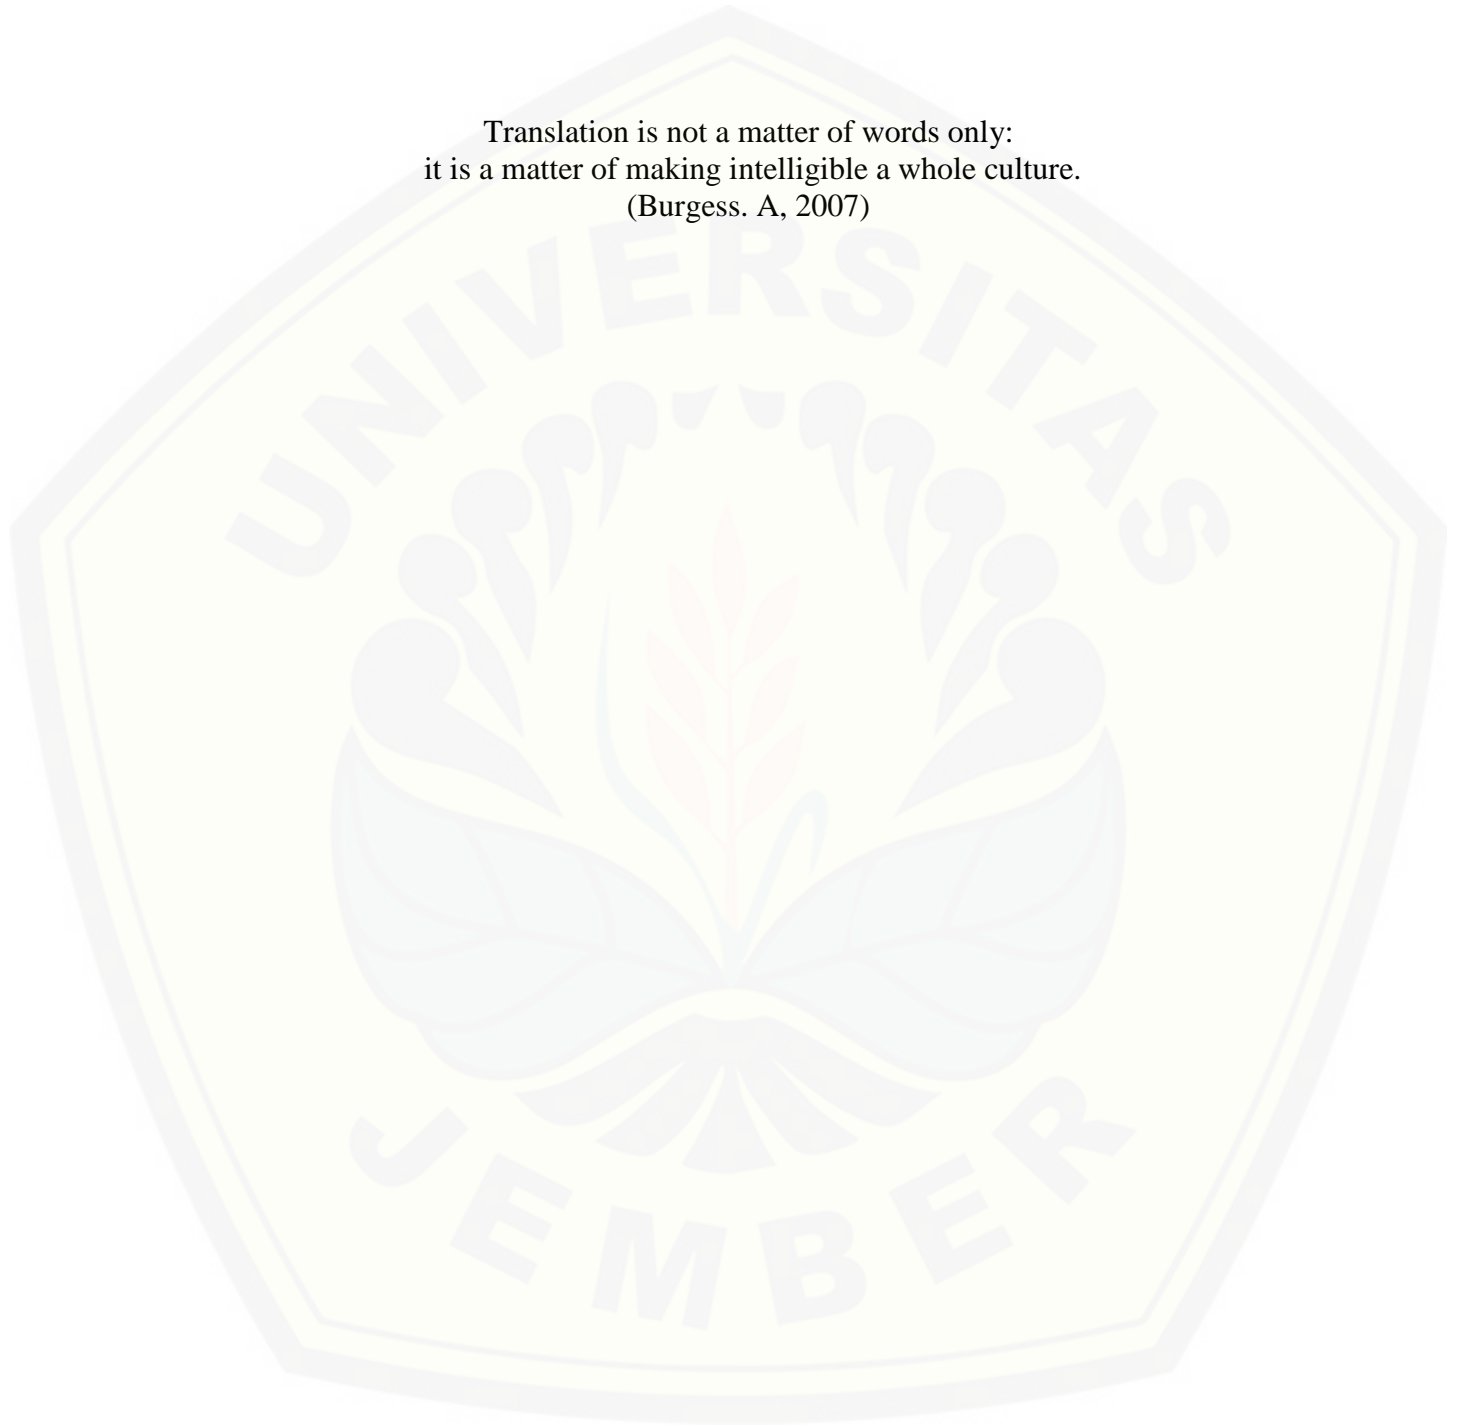 Translation is not a matter of words only:
it is a matter of making intelligible a whole culture.
(Burgess. A, 2007)
UNIVERSITAS
JEMBER